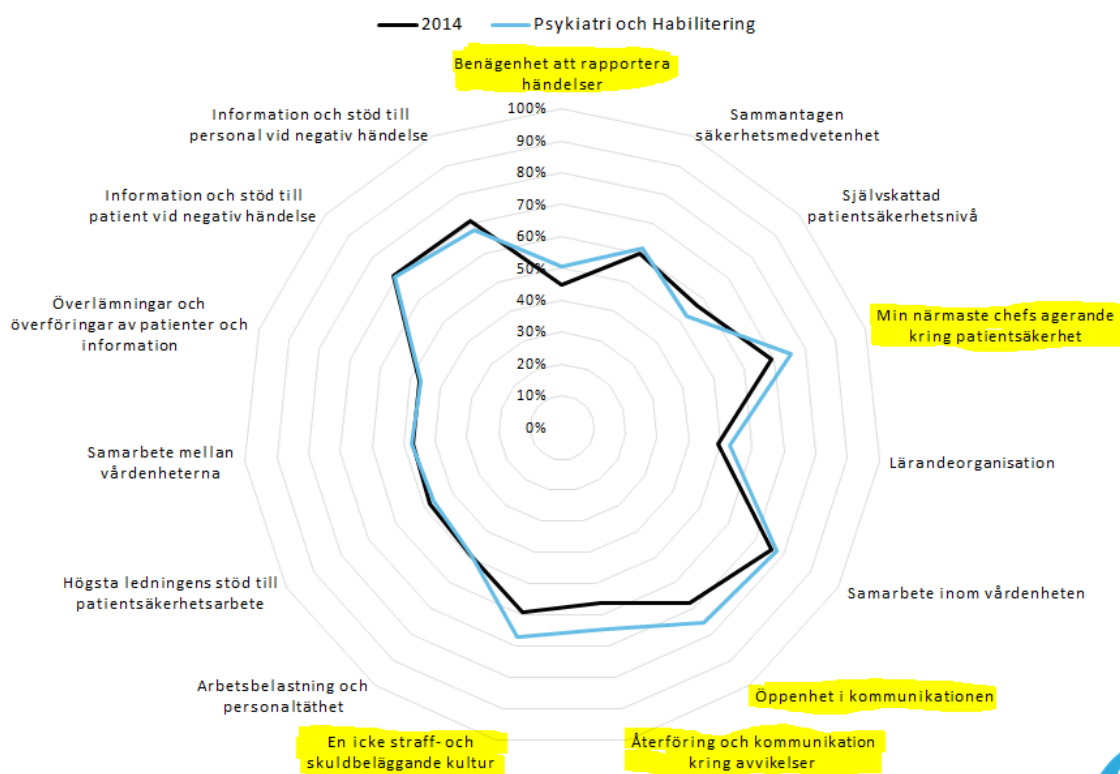 2014 Psykiatri och Habilitering
Benägenhet att rapportera
händelser
Sammantagen
säkerhetsmedvetenhet
Självskattad
patientsäkerhetsnivå
Min närmaste chefs agerande
kring patientsäkerhet
Lärandeorganisation
Samarbete inom vårdenheten
Öppenhet i kommunikationen
Återföring och kommunikation
kring avvikelser
En icke straff- och
skuldbeläggande kultur
Arbetsbelastning och
personaltäthet
Högsta ledningens stöd till
patientsäkerhetsarbete
Samarbete mellan
vårdenheterna
Överlämningar och
överföringar av patienter och
information
Information och stöd till
patient vid negativ händelse
Information och stöd till
personal vid negativ händelse
100%
90%
80%
70%
60%
50%
40%
30%
20%
10%
0%